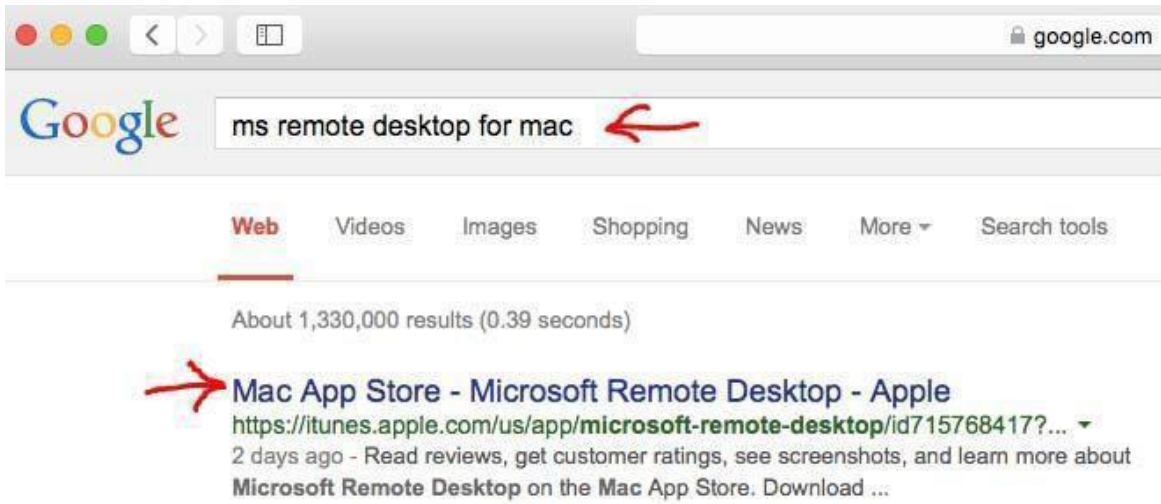 google.com
Google
ms remote desktop for mac
Web Videos Images Shopping News More Search tools
About 1,330,000 results (0.39 seconds)
Mac App Store - Microsoft Remote Desktop - Apple
https://itunes.apple.com/us/app/microsoft-remote-desktop/id715768417?...
2 days ago - Read reviews, get customer ratings, see screenshots, and learn more about
Microsoft Remote Desktop on the Mac App Store. Download ...